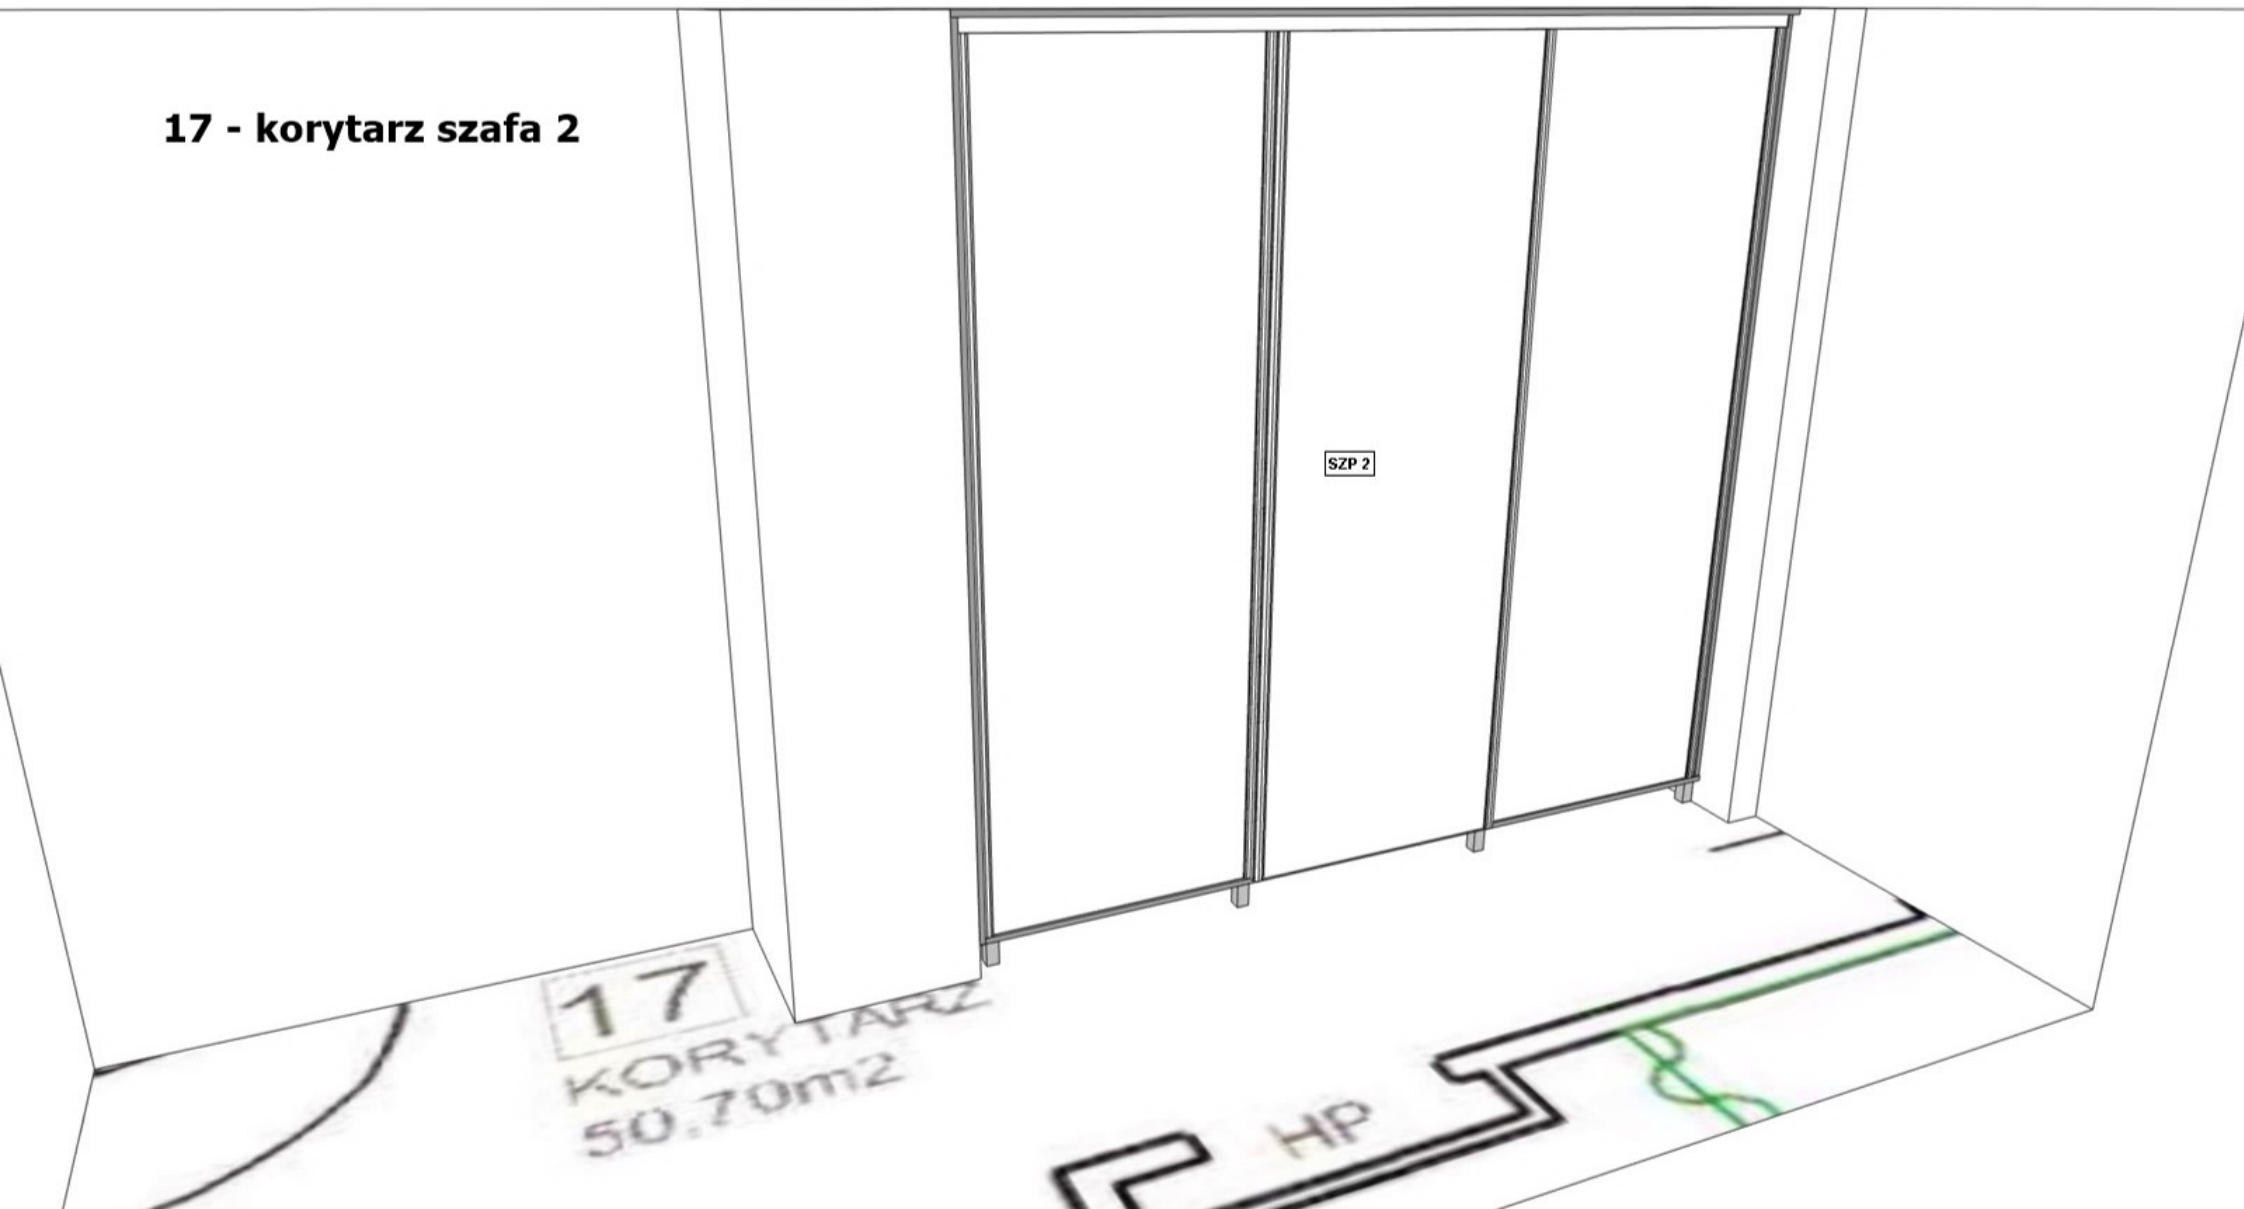 17 - korytarz szafa 2
SZP 2
17
KORYTARZ
50.70m2
HP